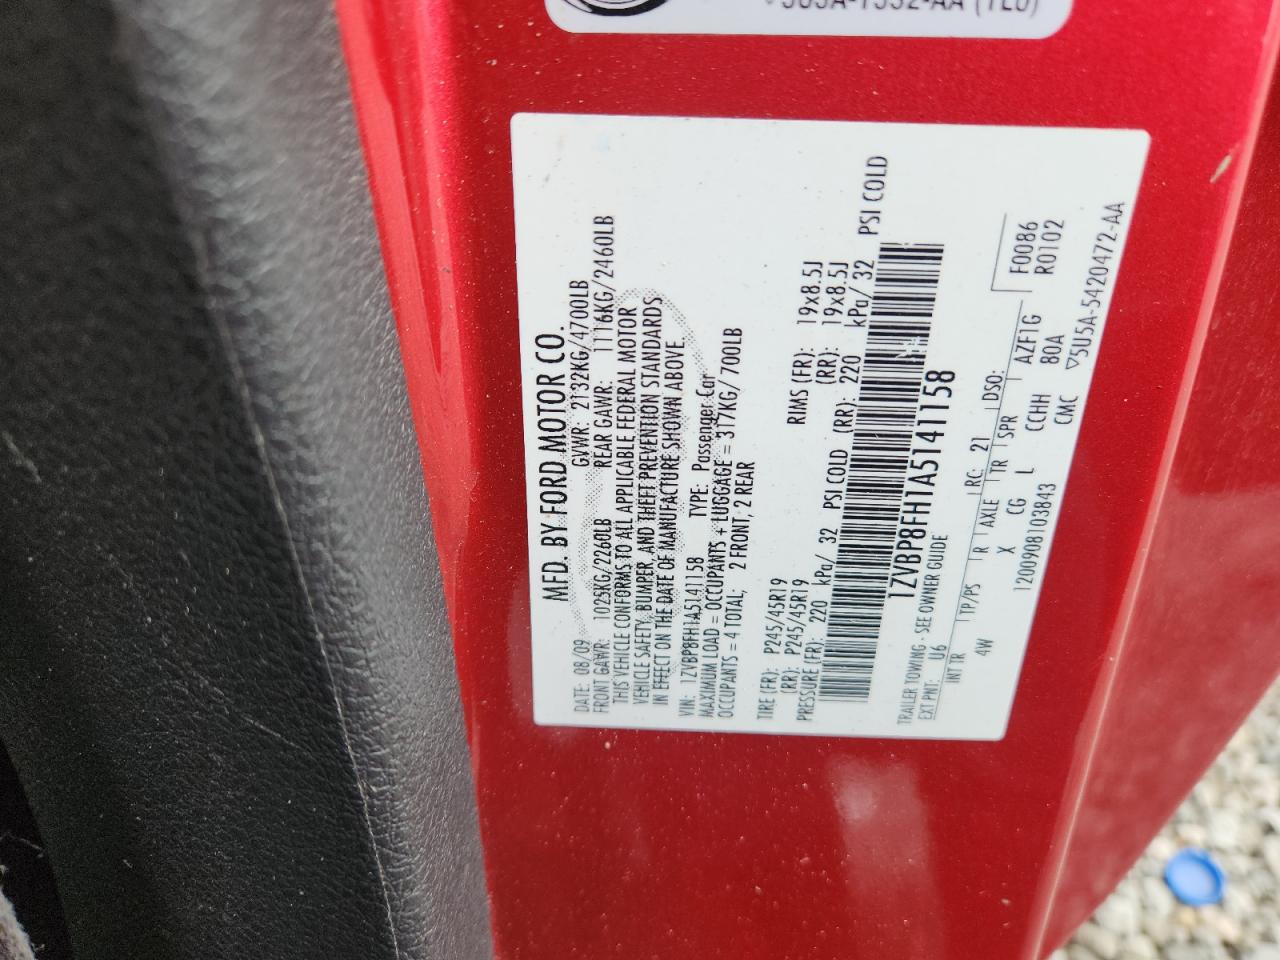 5U5A-1532-AA (TEU)
MFD. BY FORD MOTOR CO.
DATE: 08/09 GVWR: 2132KG/4700LB
FRONT GAWR: 1025KG/2260LB REAR GAWR: 1116KG/2460LB
THIS VEHICLE CONFORMS TO ALL APPLICABLE FEDERAL MOTOR
VEHICLE SAFETY, BUMPER, AND THEFT PREVENTION STANDARDS
IN EFFECT ON THE DATE OF MANUFACTURE SHOWN ABOVE.
VIN: 1ZVBP8FH1A5141158 TYPE: Passenger Car
MAXIMUM LOAD = OCCUPANTS + LUGGAGE = 317KG/700LB
OCCUPANTS = 4 TOTAL; 2 FRONT, 2 REAR
TIRE (FR): P245/45R19 RIMS (FR): 19x8.5J
(RR): P245/45R19 (RR): 19x8.5J
PRESSURE (FR): 220 kPa/ 32 PSI COLD (RR): 220 kPa/ 32 PSI COLD
1ZVBP8FH1A5141158
TRAILER TOWING - SEE OWNER GUIDE
EXT PNT: U6 RC: 21 DSO: F0086
INT TR TP/PS R AXLE TR SPR AZF1G R0102
4W X CG L CCHH 80A
1200908103843 CMC ▽5U5A-5420472-AA